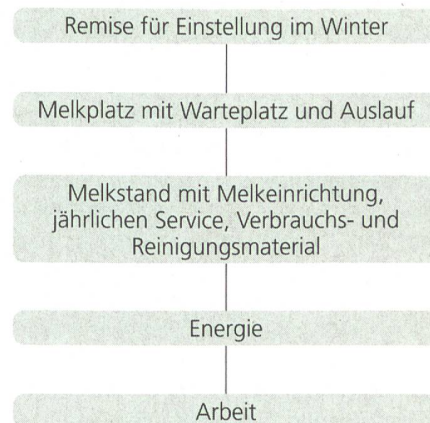 Remise für Einstellung im Winter
Melkplatz mit Warteplatz und Auslauf
Melkstand mit Melkeinrichtung,
jährlichen Service, Verbrauchs- und
Reinigungsmaterial
Energie
Arbeit